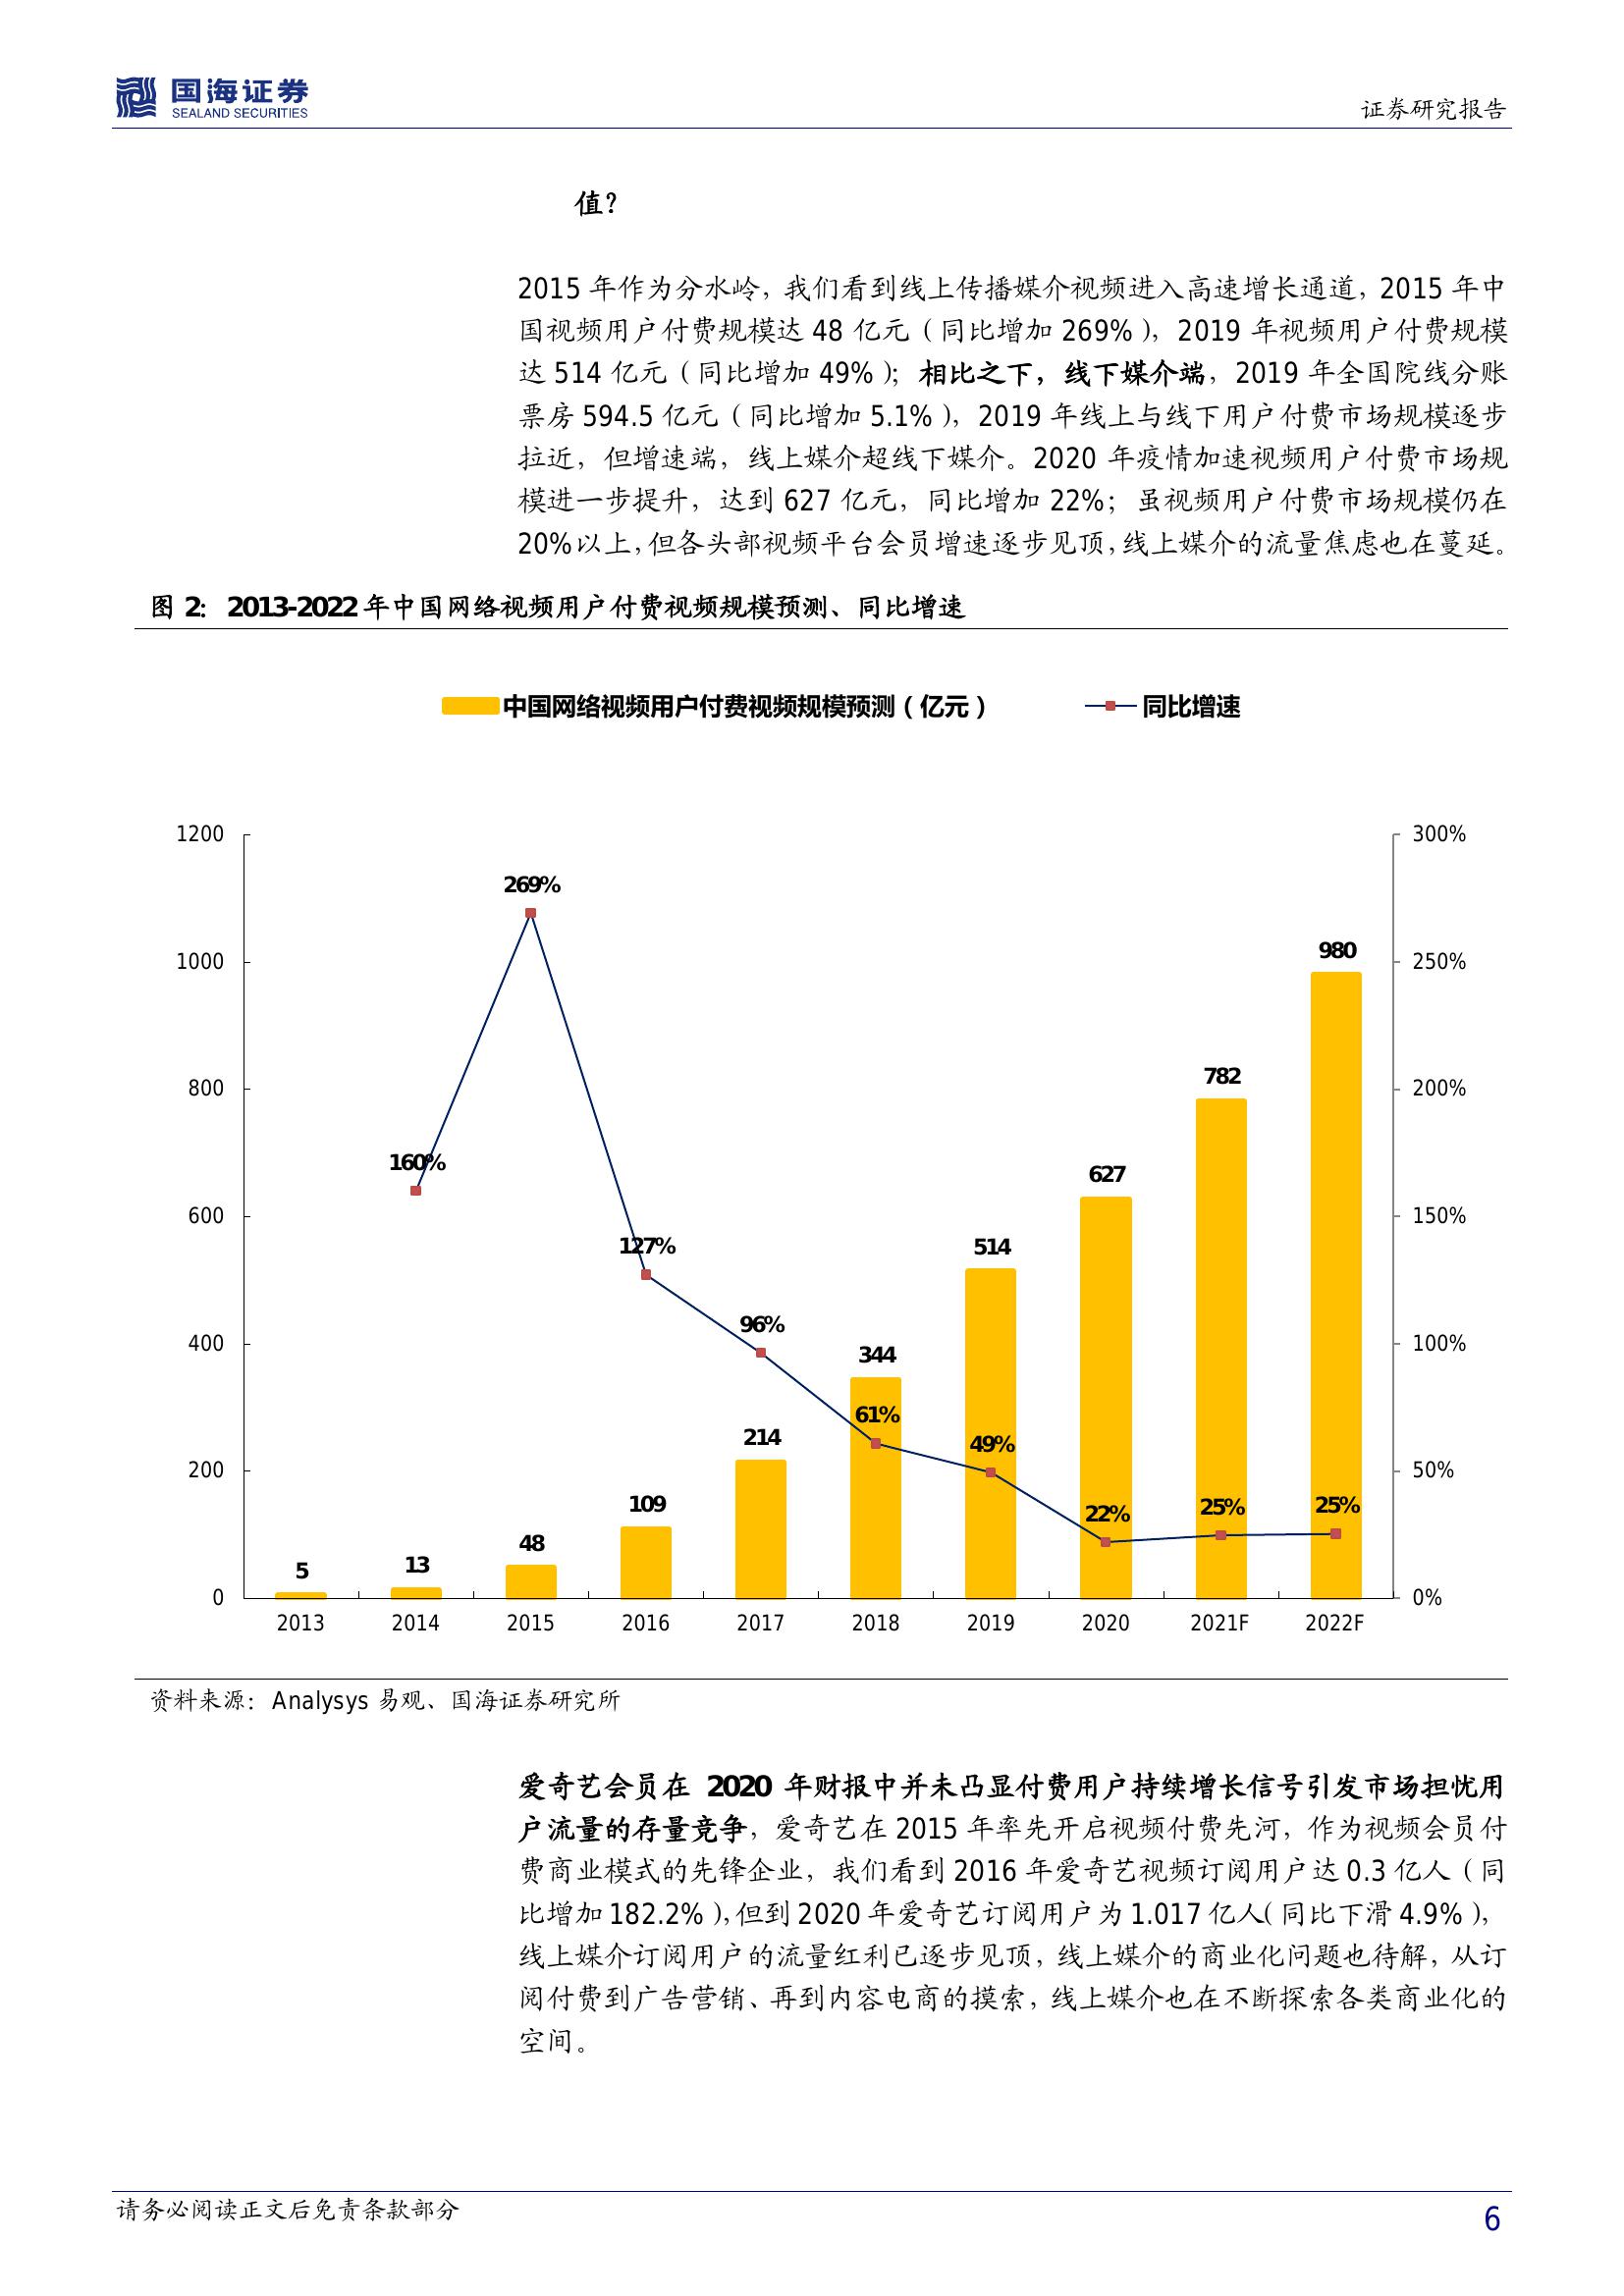 国海证券
SEALAND SECURITIES
证券研究报告
值？
2015 年作为分水岭，我们看到线上传播媒介视频进入高速增长通道，2015 年中
国视频用户付费规模达 48 亿元（同比增加 269%），2019 年视频用户付费规模
达 514 亿元（同比增加 49%）；相比之下，线下媒介端，2019 年全国院线分账
票房 594.5 亿元（同比增加 5.1%），2019 年线上与线下用户付费市场规模逐步
拉近，但增速端，线上媒介超线下媒介。2020 年疫情加速视频用户付费市场规
模进一步提升，达到 627 亿元，同比增加 22%；虽视频用户付费市场规模仍在
20%以上，但各头部视频平台会员增速逐步见顶，线上媒介的流量焦虑也在蔓延。
图 2：2013-2022 年中国网络视频用户付费视频规模预测、同比增速
中国网络视频用户付费视频规模预测（亿元） 同比增速
1200 300%
269%
1000 980 250%
800 782 200%
160% 627
600 127% 514 150%
96%
400 344 100%
214 61% 49%
200 50%
109 22% 25% 25%
5 13 48
0 0%
2013 2014 2015 2016 2017 2018 2019 2020 2021F 2022F
资料来源：Analysys 易观、国海证券研究所
爱奇艺会员在 2020 年财报中并未凸显付费用户持续增长信号引发市场担忧用
户流量的存量竞争，爱奇艺在 2015 年率先开启视频付费先河，作为视频会员付
费商业模式的先锋企业，我们看到 2016 年爱奇艺视频订阅用户达 0.3 亿人（同
比增加 182.2%），但到 2020 年爱奇艺订阅用户为 1.017 亿人（同比下滑 4.9%），
线上媒介订阅用户的流量红利已逐步见顶，线上媒介的商业化问题也待解，从订
阅付费到广告营销、再到内容电商的摸索，线上媒介也在不断探索各类商业化的
空间。
请务必阅读正文后免责条款部分
6